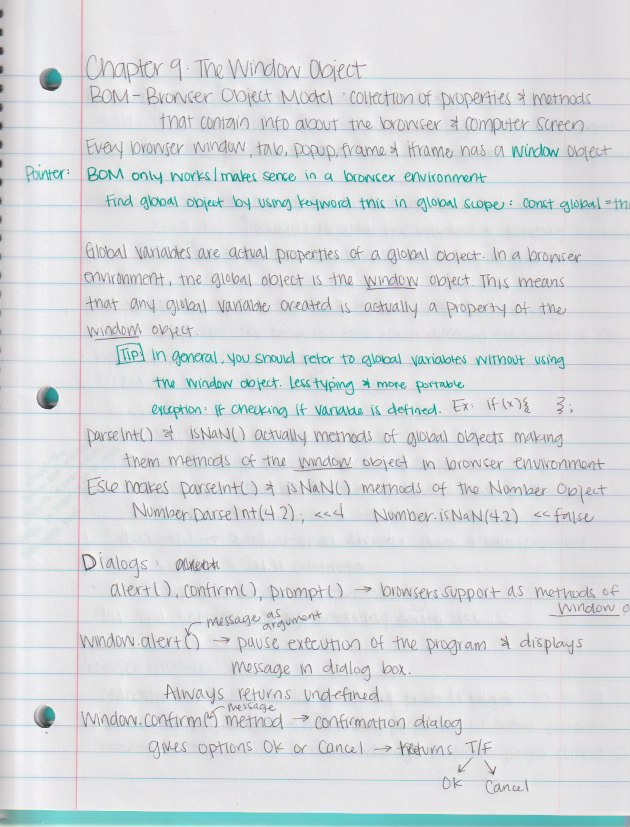 Chapter 9: The Window Object
BOM - Browser Object Model: collection of properties & methods
that contain info about the browser & computer screen.
Every browser window, tab, popup, frame & iframe has a window object
Pointer: BOM only works/makes sense in a browser environment
Find global object by using keyword this in global scope: const global = th
Global variables are actual properties of a global object. In a browser
environment, the global object is the window object. This means
that any global variable created is actually a property of the
window object.
Tip In general, you should refer to global variables without using
the window object. Less typing & more portable
exception: if checking if variable is defined. Ex: if (x) { };
parseInt() & isNaN() actually methods of global objects making
them methods of the window object in browser environment
ES6 makes parseInt() & isNaN() methods of the Number Object
Number.parseInt(4.2); <<4 Number.isNaN(4.2) <<false
Dialogs:
alert(), confirm(), prompt() → browsers support as methods of
window o
message as
argument
window.alert() → pause execution of the program & displays
message in dialog box.
Always returns undefined.
message
window.confirm() method → confirmation dialog
gives options OK or Cancel → returns T/F
OK Cancel